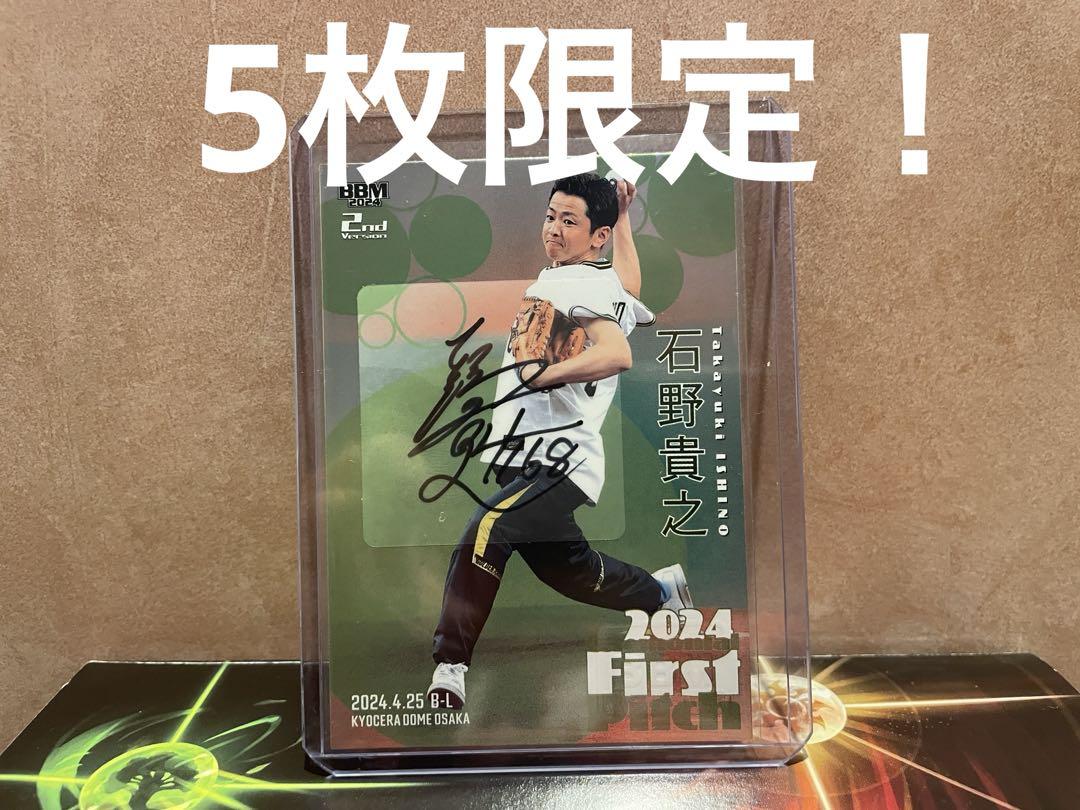 5枚限定！
BBM
2024
2nd
Version
石野貴之
Takayuki ISHINO
68
2024
First
Pitch
2024.4.25 B-L
KYOCERA DOME OSAKA